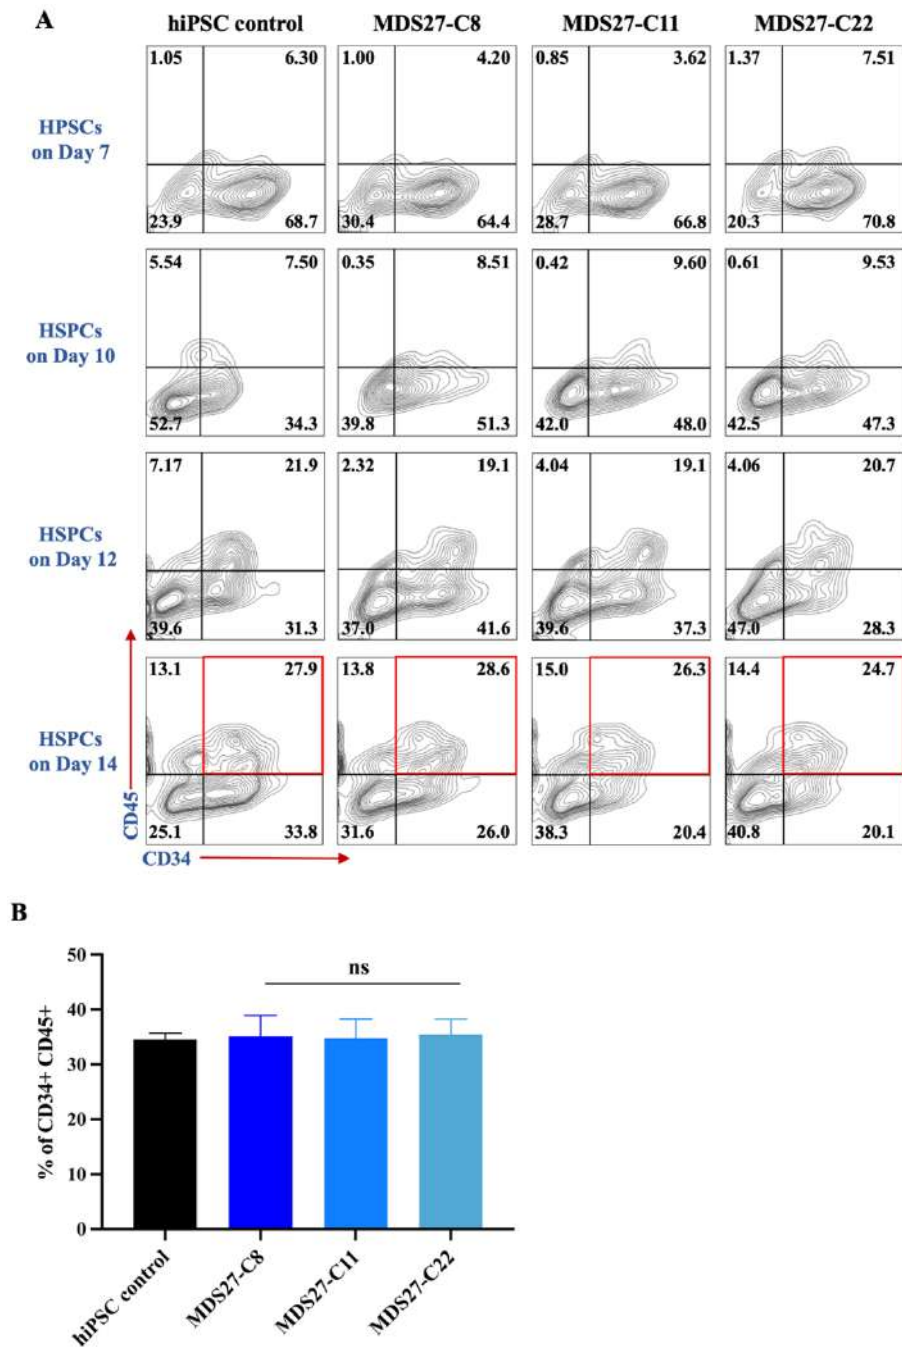 A
hiPSC control MDS27-C8 MDS27-C11 MDS27-C22
HPSCs
on Day 7
1.05 6.30 1.00 4.20 0.85 3.62 1.37 7.51
23.9 68.7 30.4 64.4 28.7 66.8 20.3 70.8
HSPCs
on Day 10
5.54 7.50 0.35 8.51 0.42 9.60 0.61 9.53
52.7 34.3 39.8 51.3 42.0 48.0 42.5 47.3
HSPCs
on Day 12
7.17 21.9 2.32 19.1 4.04 19.1 4.06 20.7
39.6 31.3 37.0 41.6 39.6 37.3 47.0 28.3
HSPCs
on Day 14
13.1 27.9 13.8 28.6 15.0 26.3 14.4 24.7
25.1 33.8 31.6 26.0 38.3 20.4 40.8 20.1
CD45
CD34
B
% of CD34+ CD45+
50
40
30
20
10
0
ns
hiPSC control
MDS27-C8
MDS27-C11
MDS27-C22